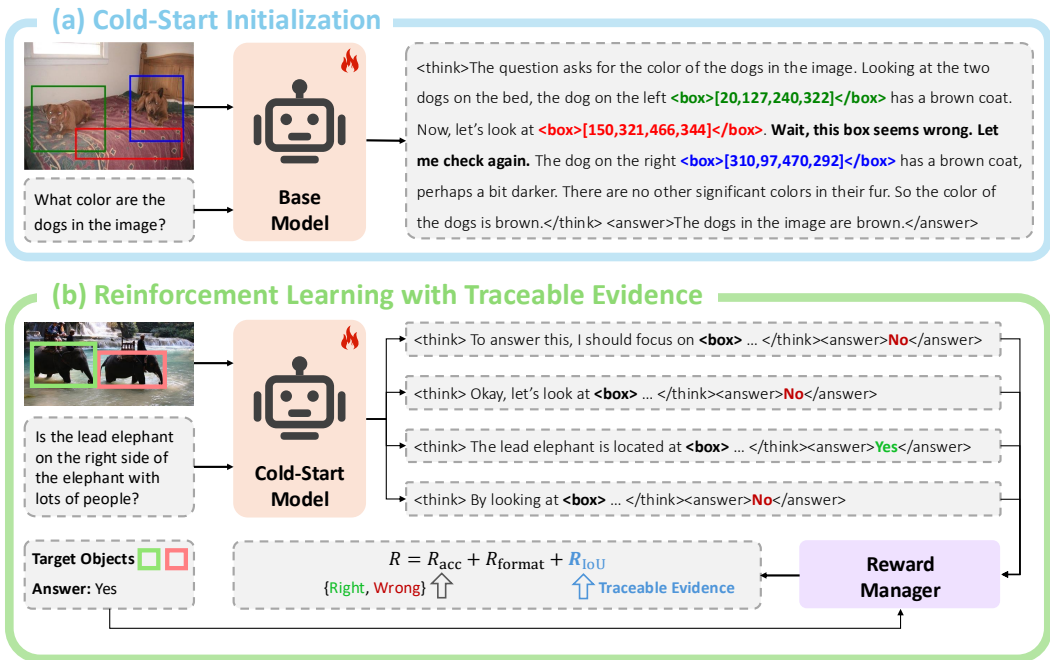 (a) Cold-Start Initialization
What color are the
dogs in the image?
Base
Model
<think>The question asks for the color of the dogs in the image. Looking at the two
dogs on the bed, the dog on the left <box>[20,127,240,322]</box> has a brown coat.
Now, let's look at <box>[150,321,466,344]</box>. Wait, this box seems wrong. Let
me check again. The dog on the right <box>[310,97,470,292]</box> has a brown coat,
perhaps a bit darker. There are no other significant colors in their fur. So the color of
the dogs is brown.</think> <answer>The dogs in the image are brown.</answer>
(b) Reinforcement Learning with Traceable Evidence
Is the lead elephant
on the right side of
the elephant with
lots of people?
Cold-Start
Model
<think> To answer this, I should focus on <box> ... </think><answer>No</answer>
<think> Okay, let's look at <box> ... </think><answer>No</answer>
<think> The lead elephant is located at <box> ... </think><answer>Yes</answer>
<think> By looking at <box> ... </think><answer>No</answer>
Target Objects
Answer: Yes
R = R_acc + R_format + R_IoU
{Right, Wrong}
Traceable Evidence
Reward
Manager